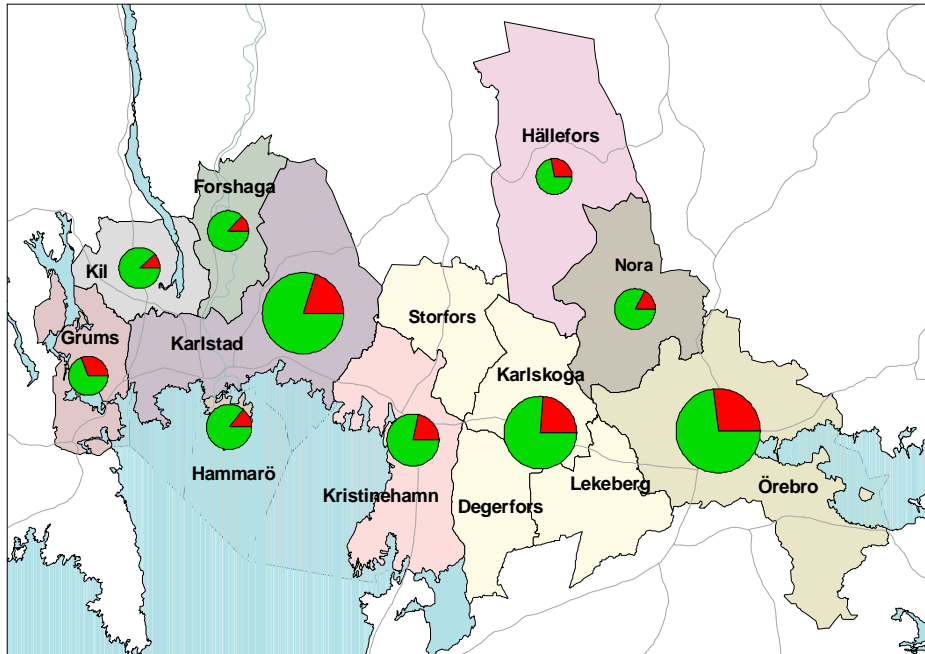 Hällefors
Forshaga
Kil
Nora
Storfors
Grums
Karlstad
Karlskoga
Hammarö
Kristinehamn
Degerfors
Lekeberg
Örebro